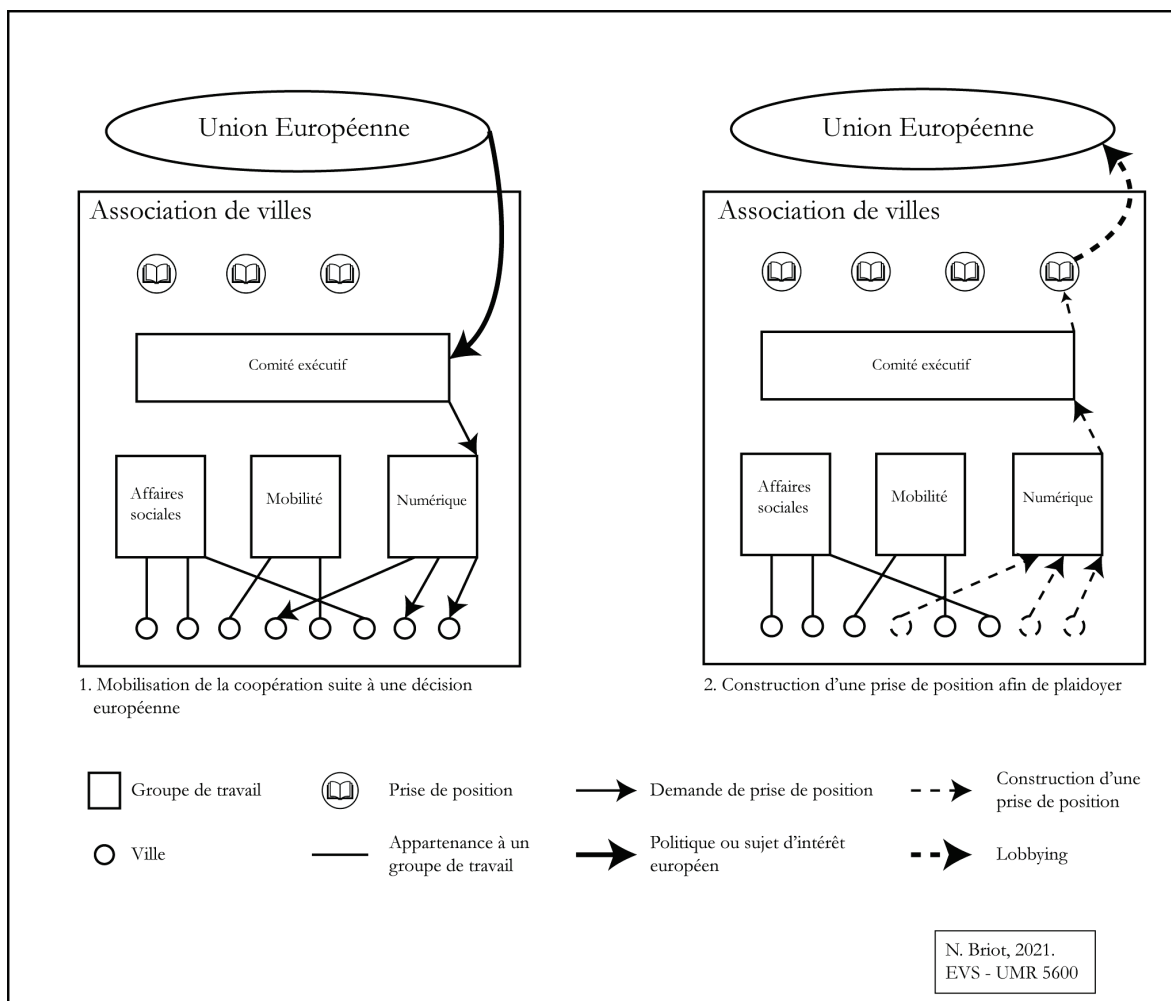 Union Européenne
Association de villes
Comité exécutif
Affaires
sociales
Mobilité
Numérique
1. Mobilisation de la coopération suite à une décision
européenne
Union Européenne
Association de villes
Comité exécutif
Affaires
sociales
Mobilité
Numérique
2. Construction d'une prise de position afin de plaidoyer
Groupe de travail
Prise de position
Demande de prise de position
Construction d'une
prise de position
Ville
Appartenance à un
groupe de travail
Politique ou sujet d'intérêt
européen
Lobbying
N. Briot, 2021.
EVS - UMR 5600